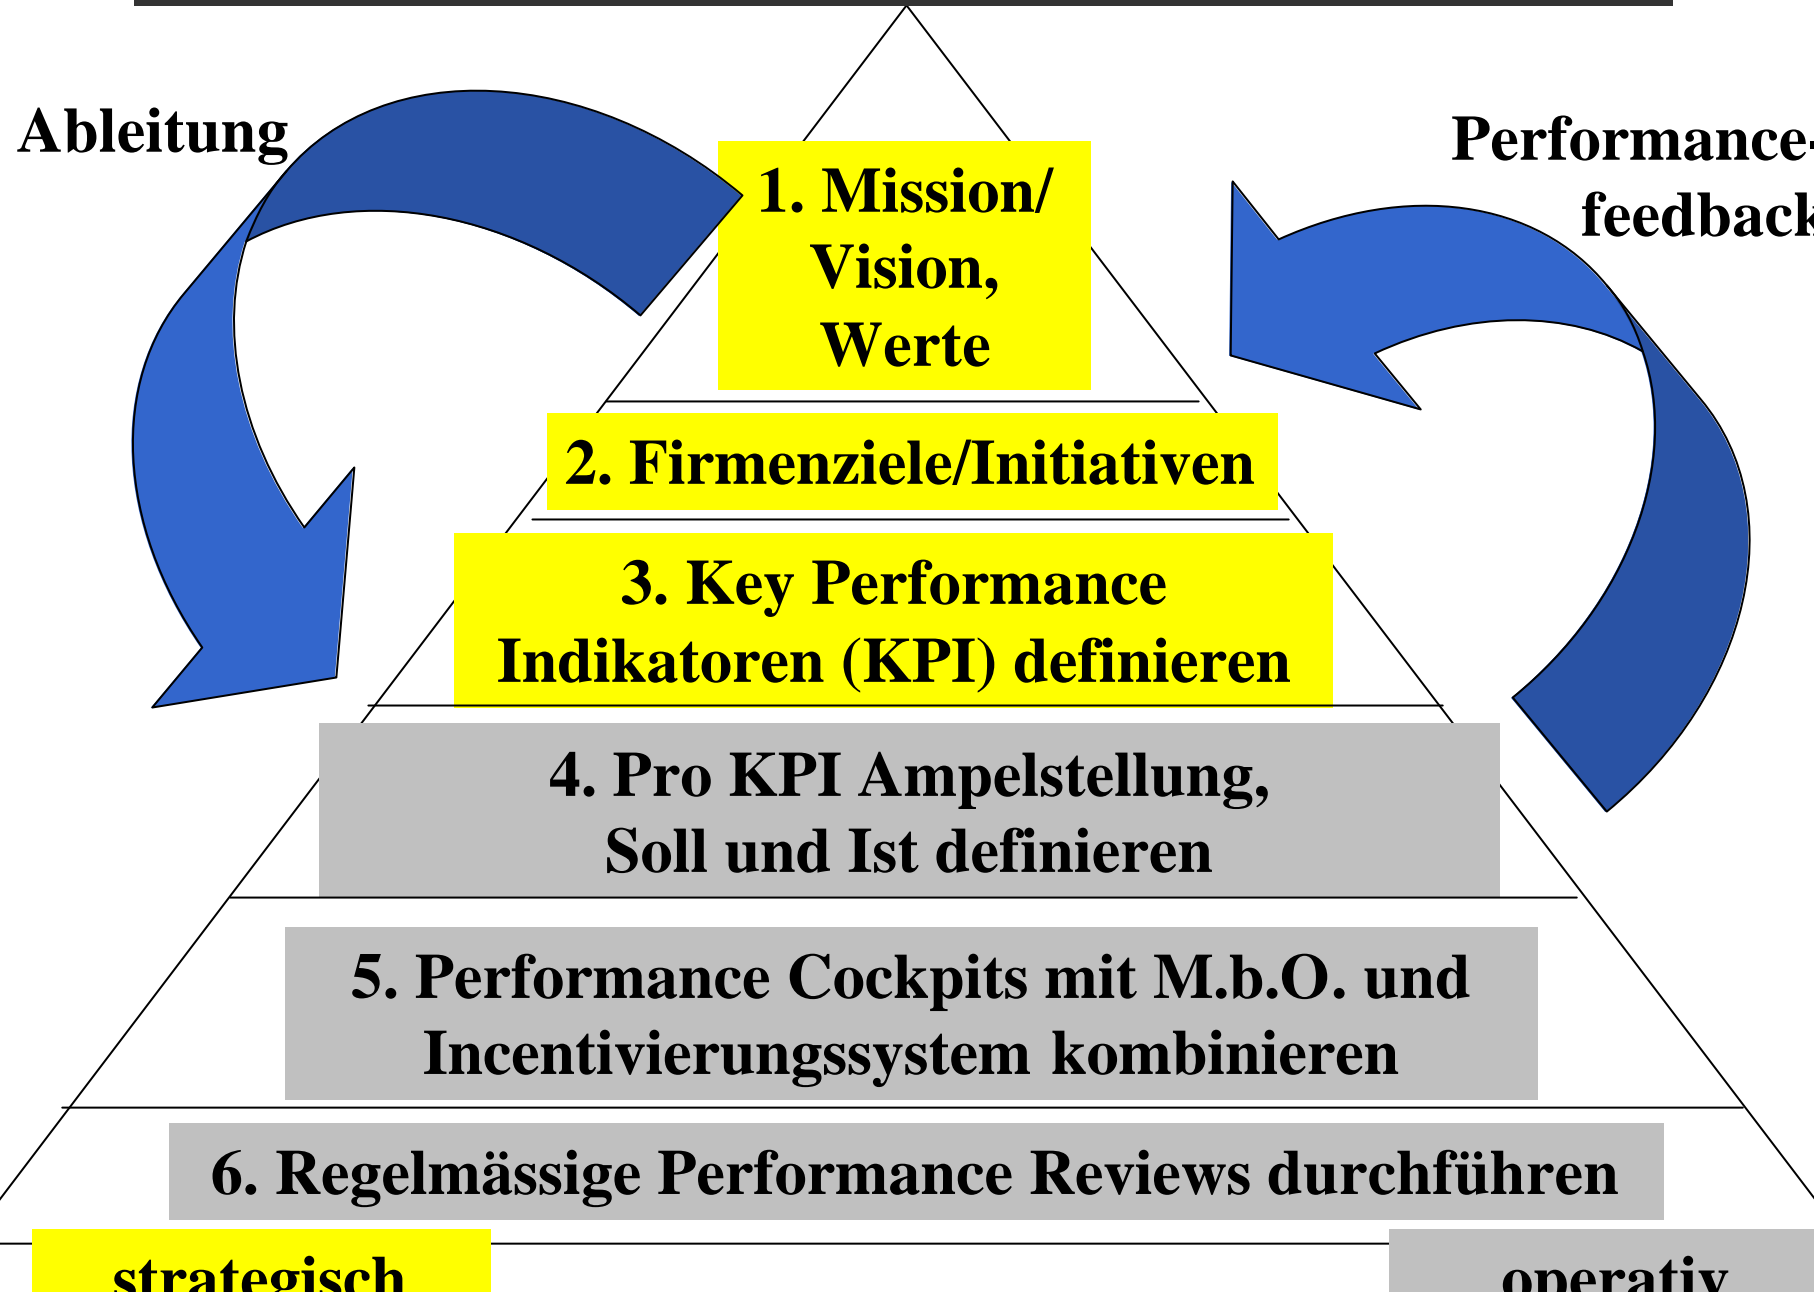 Ableitung
Performance-
feedback
1. Mission/
Vision,
Werte
2. Firmenziele/Initiativen
3. Key Performance
Indikatoren (KPI) definieren
4. Pro KPI Ampelstellung,
Soll und Ist definieren
5. Performance Cockpits mit M.b.O. und
Incentivierungssystem kombinieren
6. Regelmässige Performance Reviews durchführen
strategisch
operativ